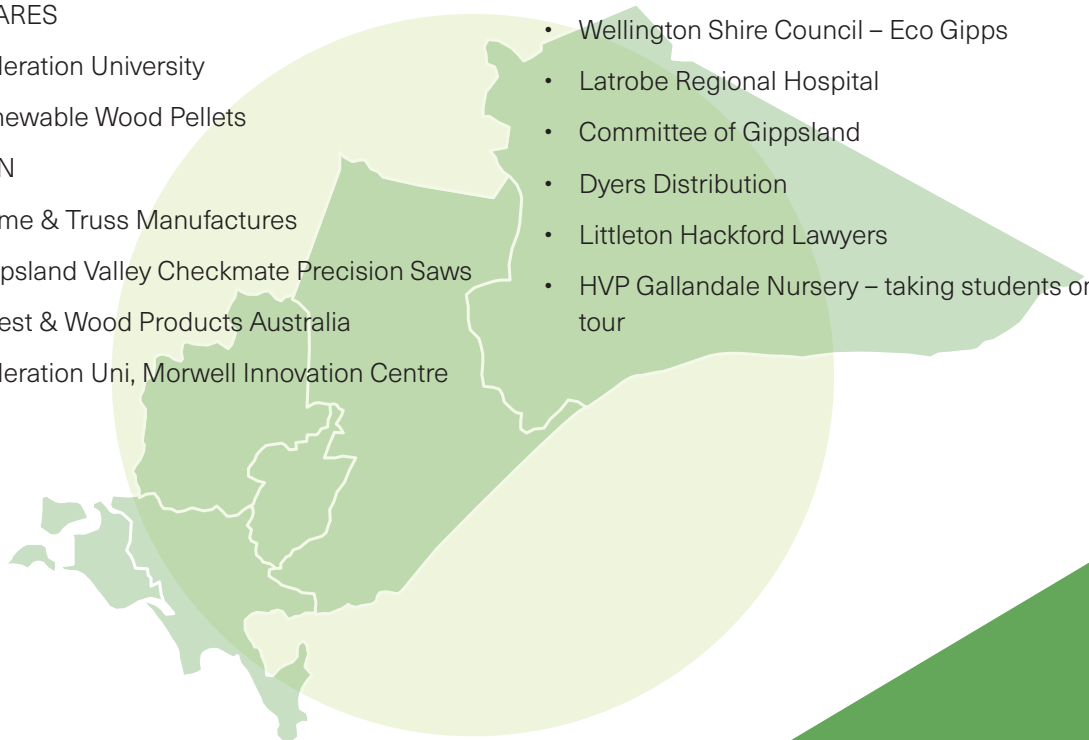 ARES
deration University
newable Wood Pellets
N
me & Truss Manufactures
psland Valley Checkmate Precision Saws
est & Wood Products Australia
deration Uni, Morwell Innovation Centre
• Wellington Shire Council – Eco Gipps
• Latrobe Regional Hospital
• Committee of Gippsland
• Dyers Distribution
• Littleton Hackford Lawyers
• HVP Gallandale Nursery – taking students on
tour